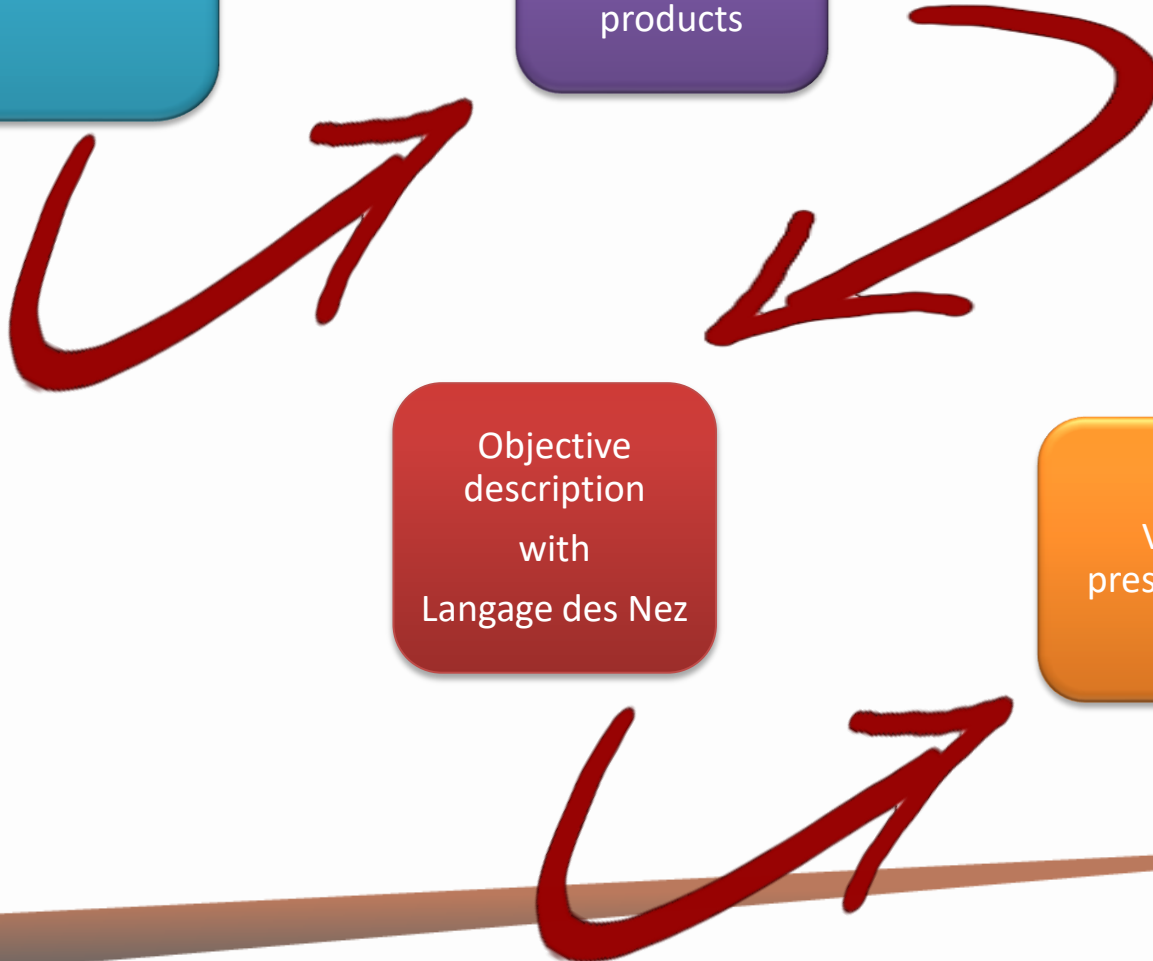 products
Objective
description
with
Langage des Nez